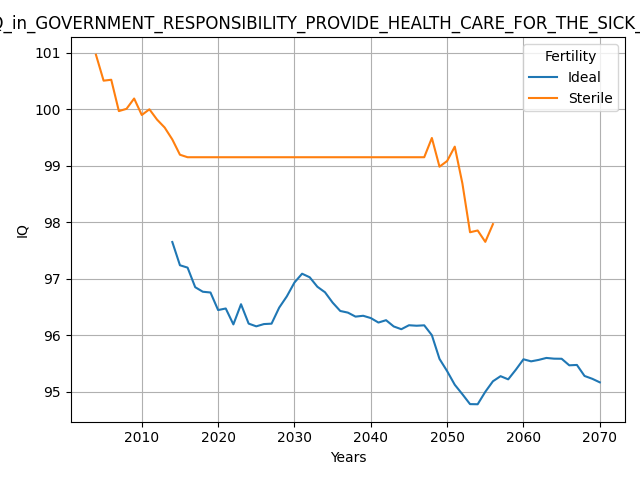 _in_GOVERNMENT_RESPONSIBILITY_PROVIDE_HEALTH_CARE_FOR_THE_SICK_
Fertility
Ideal
Sterile
101
100
99
98
97
96
95
IQ
2010 2020 2030 2040 2050 2060 2070
Years